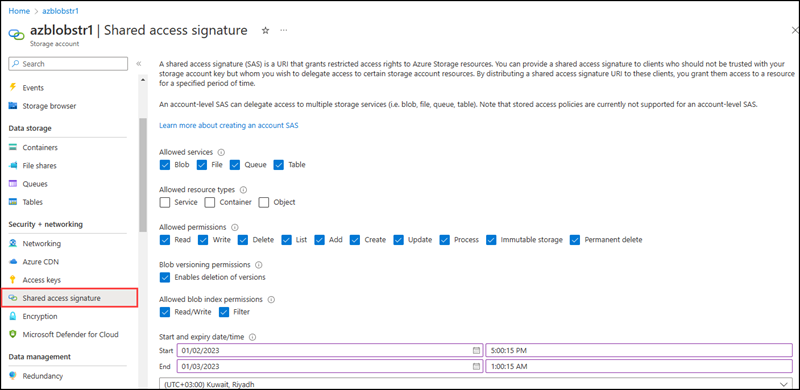 Home > azblobstr1
azblobstr1 | Shared access signature ☆ ···
Storage account
Search
Events
Storage browser
Data storage
Containers
File shares
Queues
Tables
Security + networking
Networking
Azure CDN
Access keys
Shared access signature
Encryption
Microsoft Defender for Cloud
Data management
Redundancy
A shared access signature (SAS) is a URI that grants restricted access rights to Azure Storage resources. You can provide a shared access signature to clients who should not be trusted with your
storage account key but whom you wish to delegate access to certain storage account resources. By distributing a shared access signature URI to these clients, you grant them access to a resource
for a specified period of time.
An account-level SAS can delegate access to multiple storage services (i.e. blob, file, queue, table). Note that stored access policies are currently not supported for an account-level SAS.
Learn more about creating an account SAS
Allowed services
Blob File Queue Table
Allowed resource types
Service Container Object
Allowed permissions
Read Write Delete List Add Create Update Process Immutable storage Permanent delete
Blob versioning permissions
Enables deletion of versions
Allowed blob index permissions
Read/Write Filter
Start and expiry date/time
Start 01/02/2023 5:00:15 PM
End 01/03/2023 1:00:15 AM
(UTC+03:00) Kuwait, Riyadh